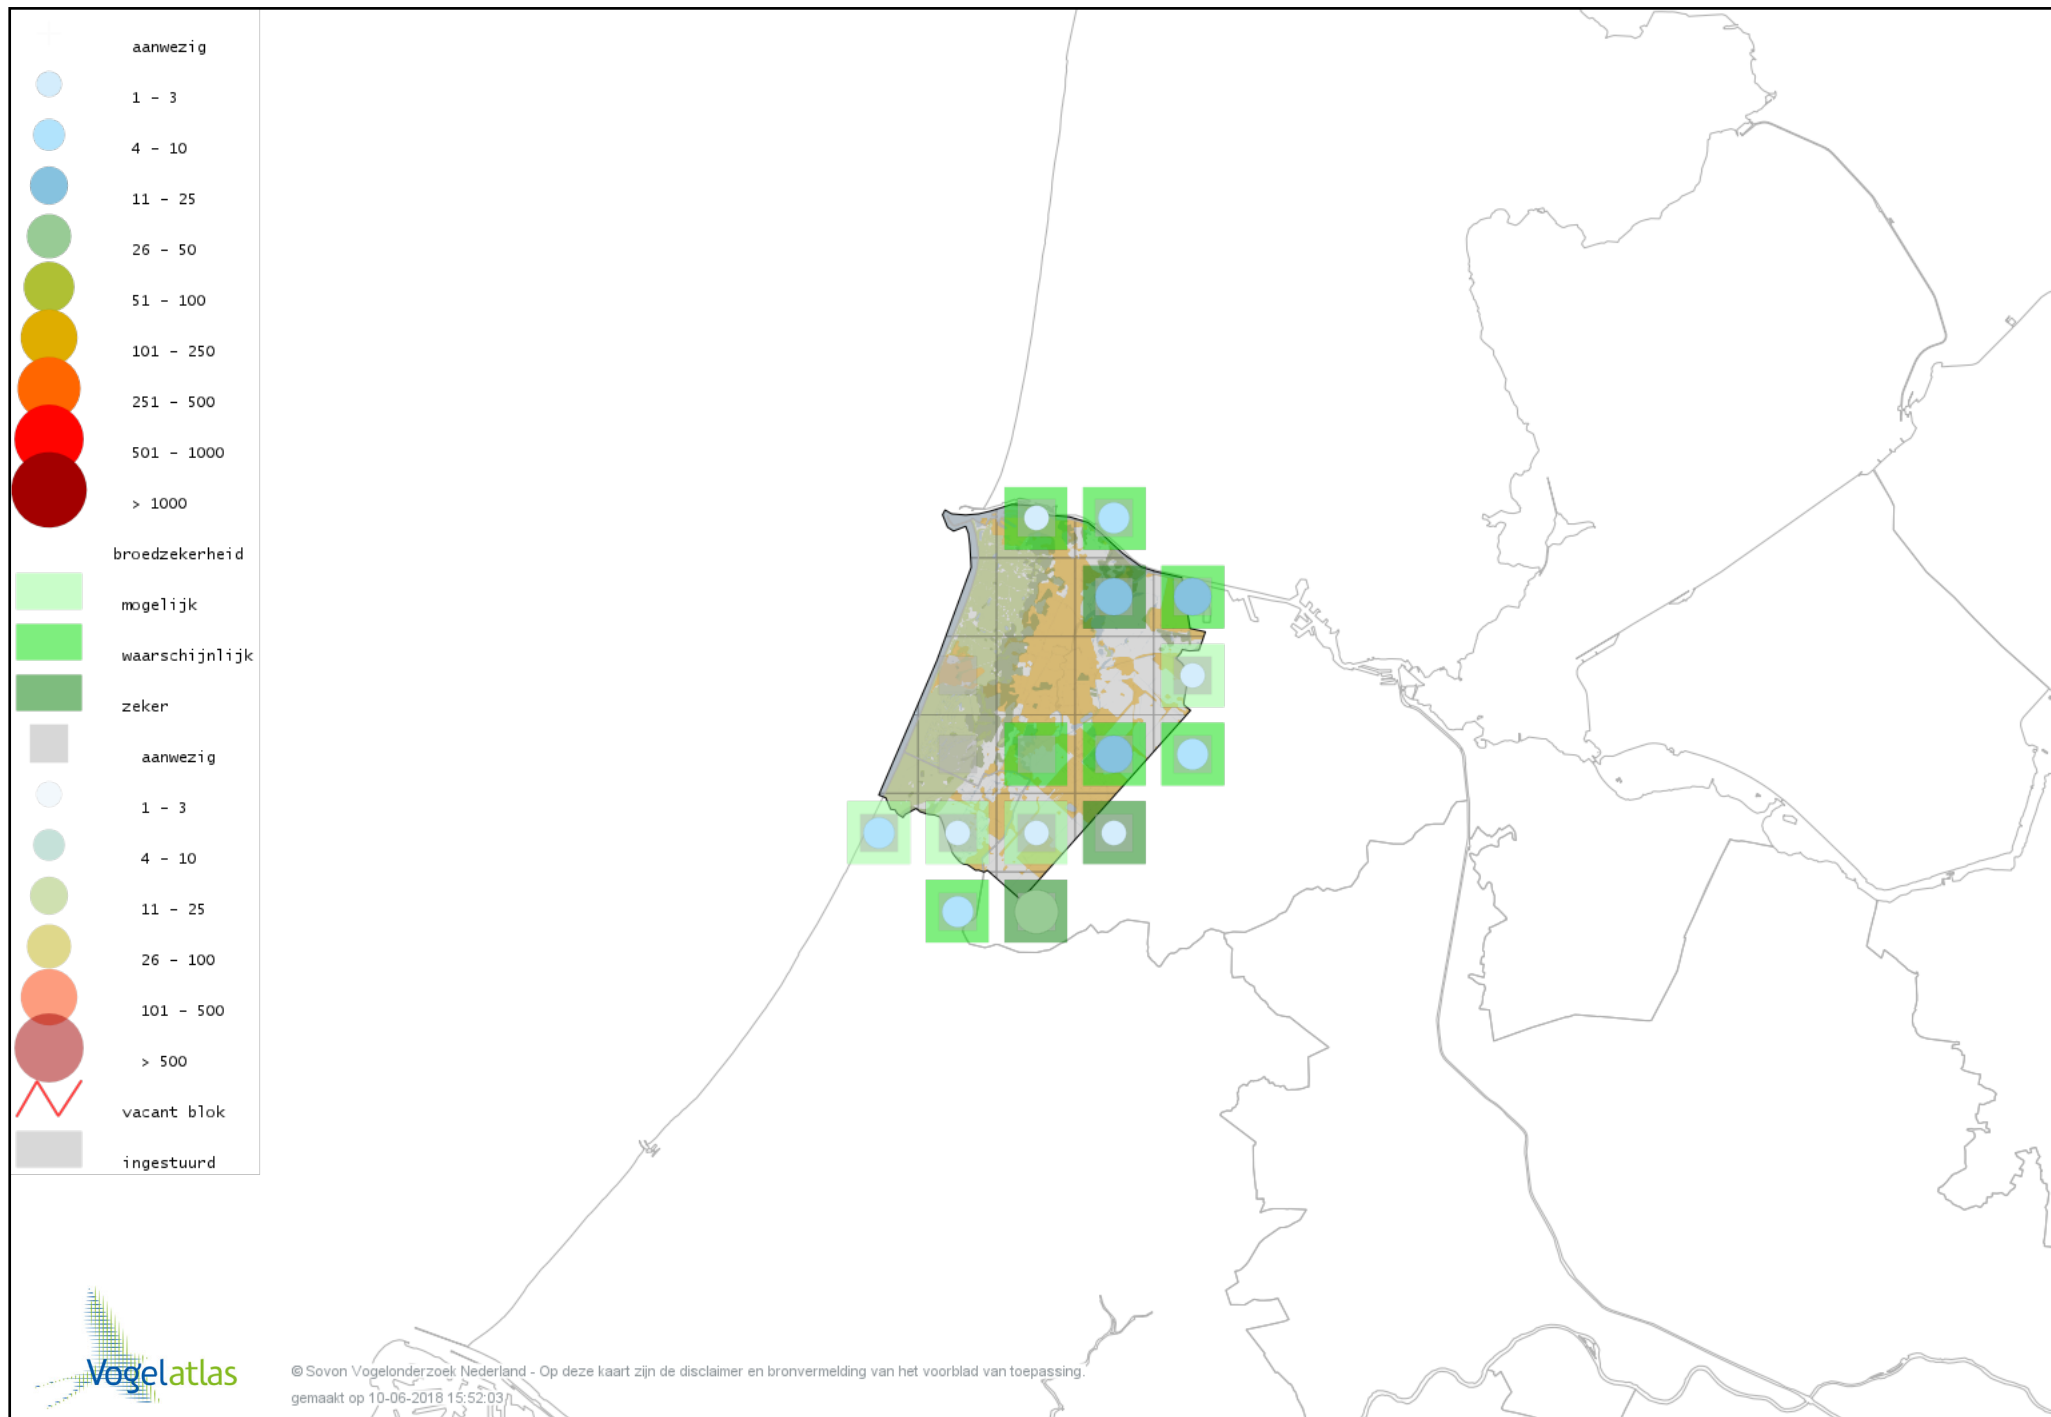 aanwezig
1 - 3
4 - 10
11 - 25
26 - 50
51 - 100
101 - 250
251 - 500
501 - 1000
> 1000
broedzekerheid
mogelijk
waarschijnlijk
zeker
aanwezig
1 - 3
4 - 10
11 - 25
26 - 100
101 - 500
> 500
vacant blok
ingestuurd
Vogelatlas
© Sovon Vogelonderzoek Nederland - Op deze kaart zijn de disclaimer en bronvermelding van het voorblad van toepassing.
gemaakt op 10-06-2018 15:52:03